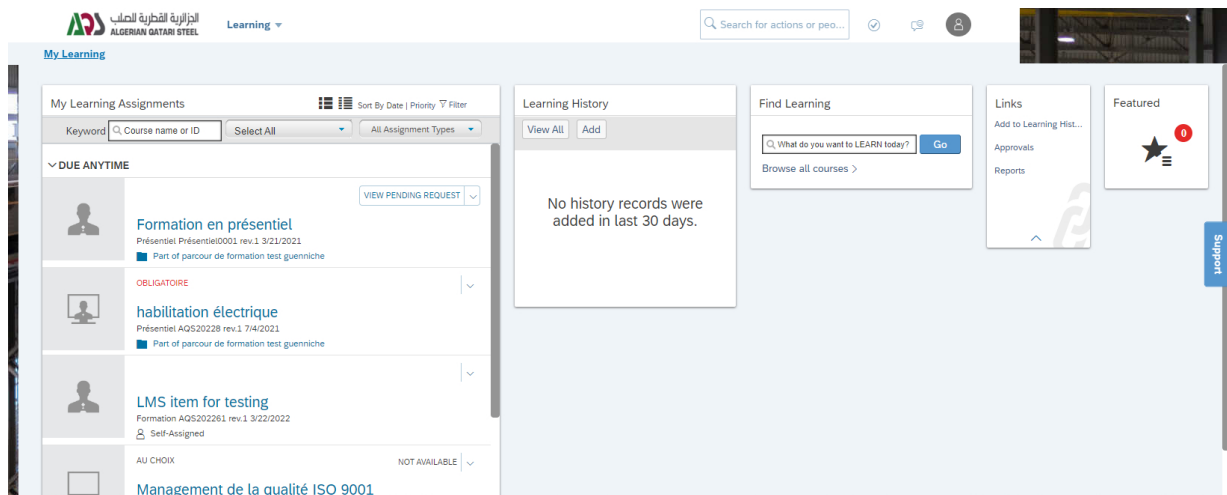 الجزائرية القطرية للصلب
ALGERIAN QATARI STEEL
Learning
Search for actions or peo...
My Learning
My Learning Assignments
Sort By Date | Priority Filter
Keyword
Course name or ID
Select All
All Assignment Types
DUE ANYTIME
VIEW PENDING REQUEST
Formation en présentiel
Présentiel Présentiel0001 rev.1 3/21/2021
Part of parcour de formation test guenniche
OBLIGATOIRE
habilitation électrique
Présentiel AQS20228 rev.1 7/4/2021
Part of parcour de formation test guenniche
LMS item for testing
Formation AQS202261 rev.1 3/22/2022
Self-Assigned
AU CHOIX
NOT AVAILABLE
Management de la qualité ISO 9001
Learning History
View All
Add
No history records were
added in last 30 days.
Find Learning
What do you want to LEARN today?
Go
Browse all courses >
Links
Add to Learning Hist...
Approvals
Reports
Featured
0
Support